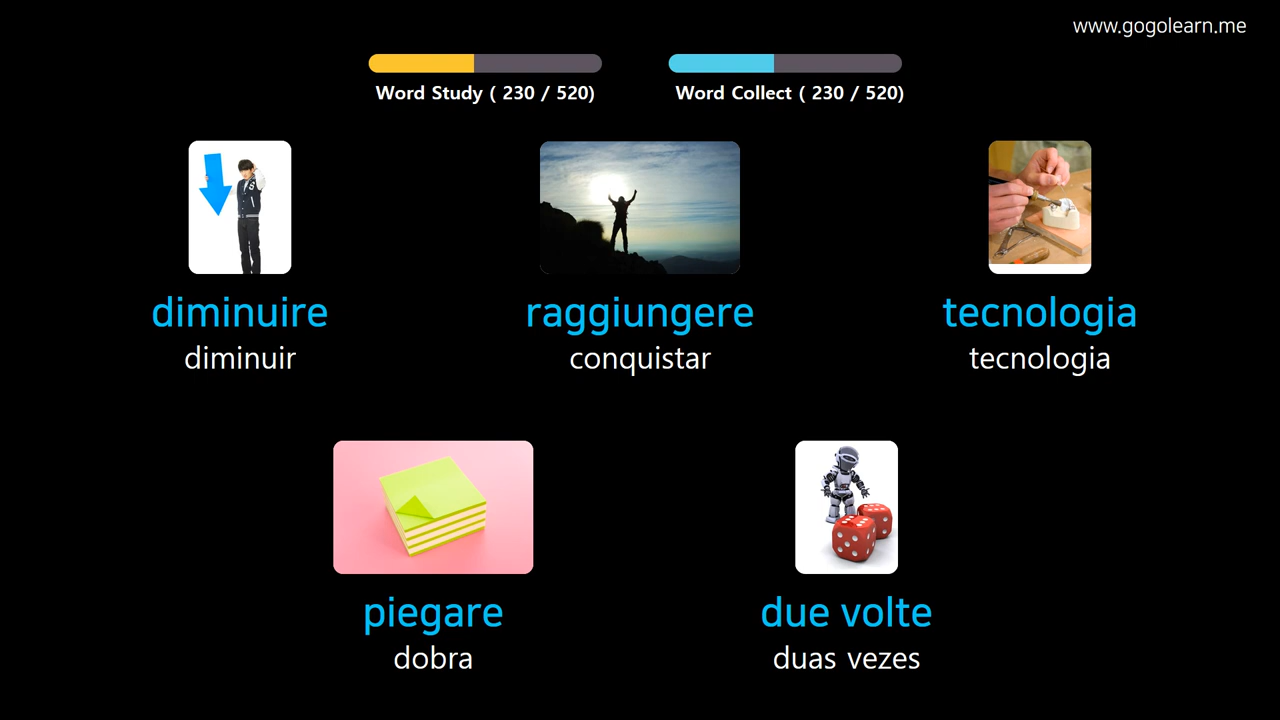 www.gogolearn.me
Word Study ( 230 / 520)
Word Collect ( 230 / 520)
diminuire
diminuir
raggiungere
conquistar
tecnologia
tecnologia
piegare
dobra
due volte
duas vezes